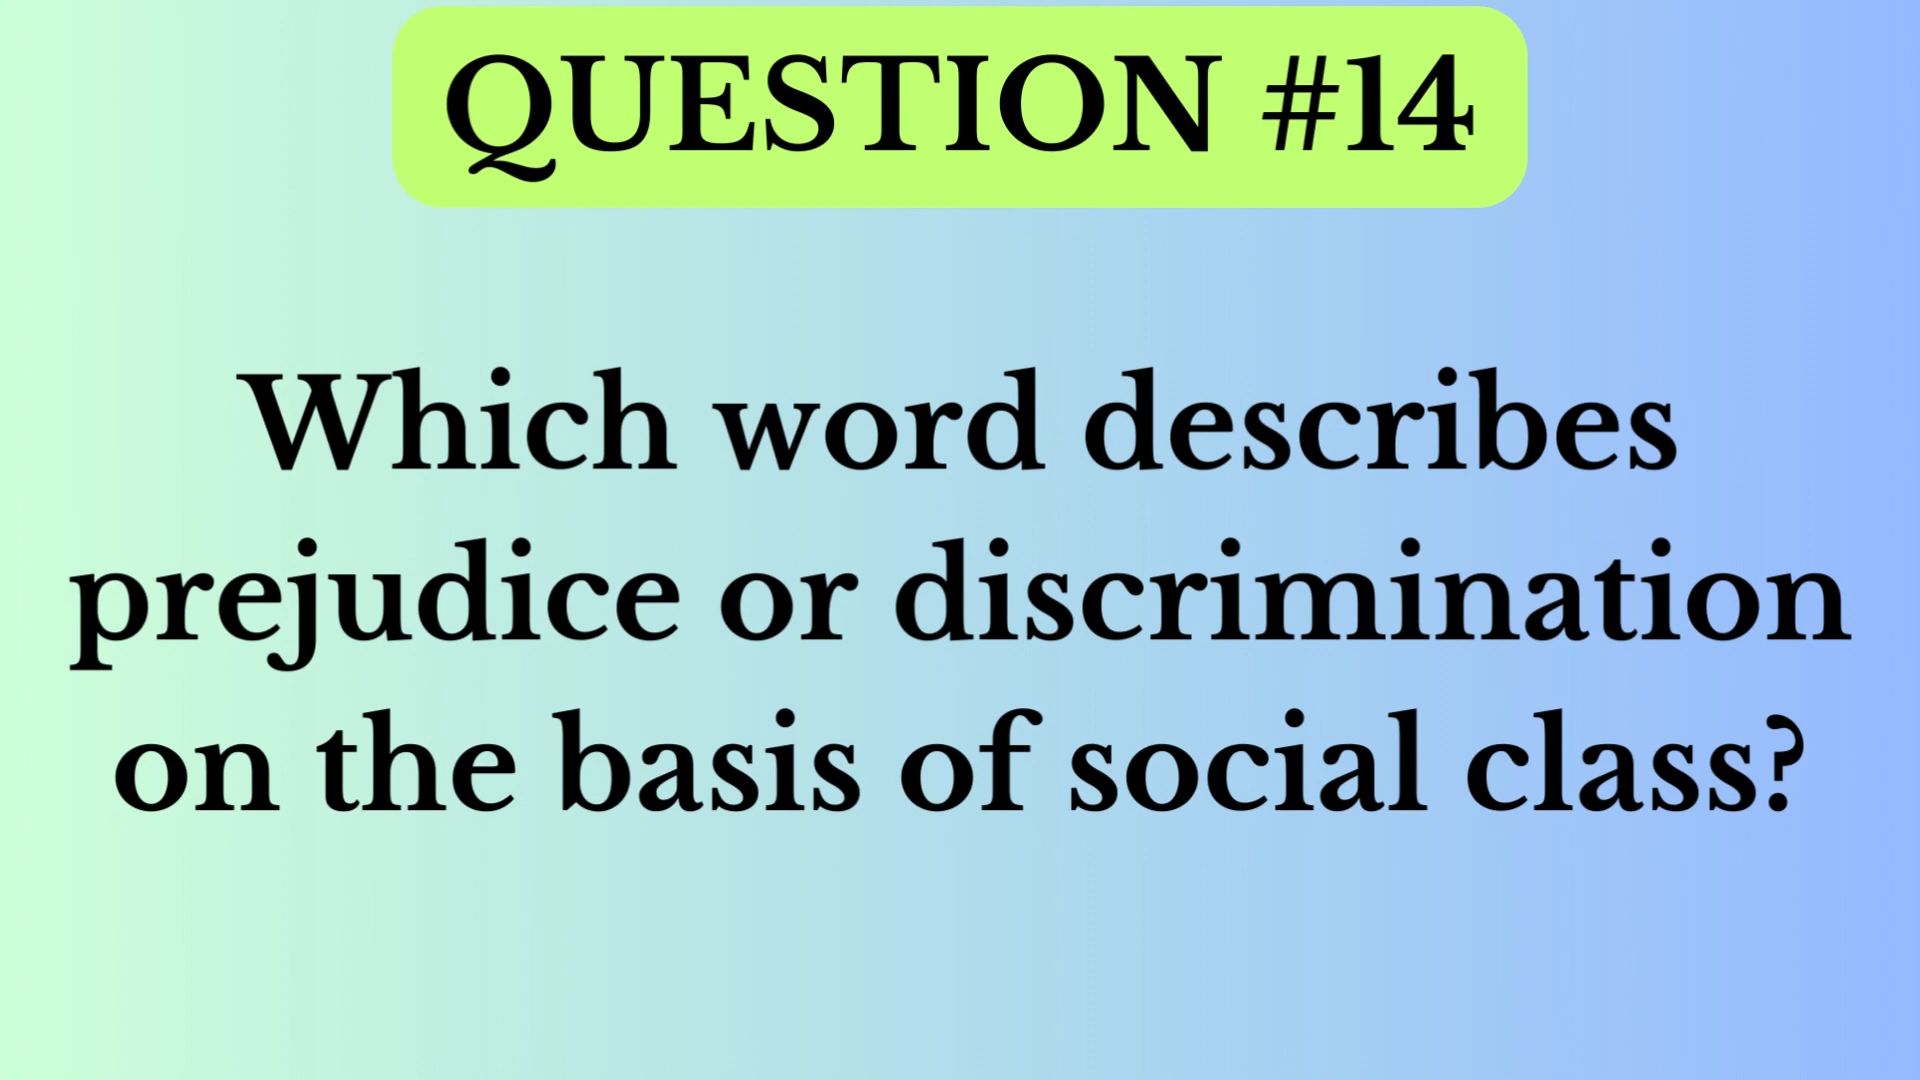 QUESTION #14
Which word describes
prejudice or discrimination
on the basis of social class?